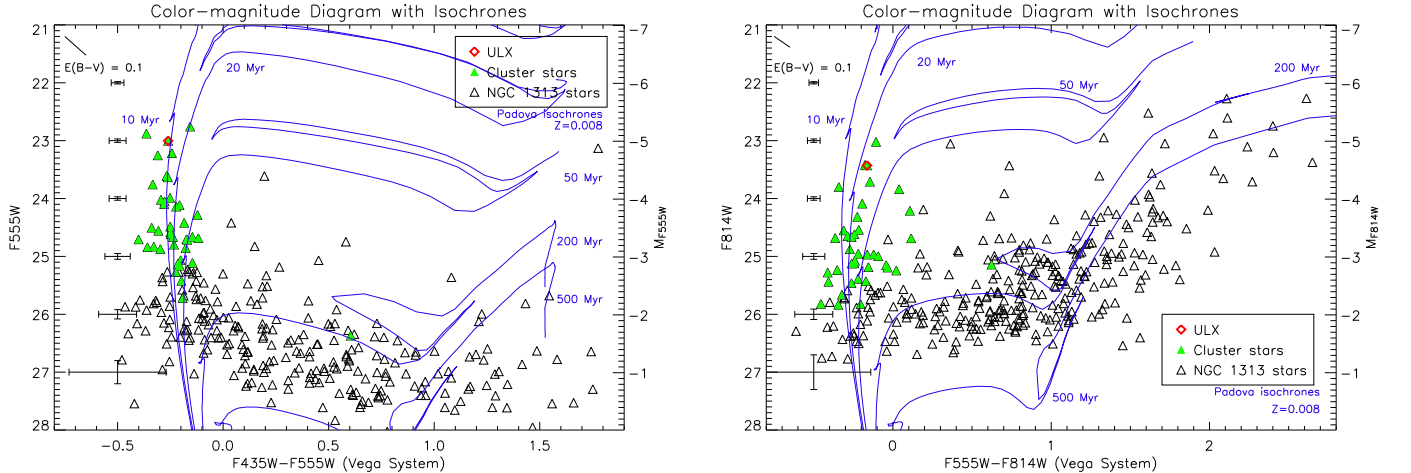 Color-magnitude Diagram with Isochrones
21
22
23
24
25
26
27
28
F555W
-0.5
0.0
0.5
1.0
1.5
F435W-F555W (Vega System)
-7
-6
-5
-4
-3
-2
-1
M F555W
E(B-V) = 0.1
20 Myr
10 Myr
50 Myr
200 Myr
500 Myr
ULX
Cluster stars
NGC 1313 stars
Padova Isochrones
Z=0.008
Color-magnitude Diagram with Isochrones
21
22
23
24
25
26
27
28
F814W
0
1
2
F555W-F814W (Vega System)
-7
-6
-5
-4
-3
-2
-1
M F814W
E(B-V) = 0.1
20 Myr
50 Myr
200 Myr
10 Myr
500 Myr
ULX
Cluster stars
NGC 1313 stars
Padova isochrones
Z=0.008